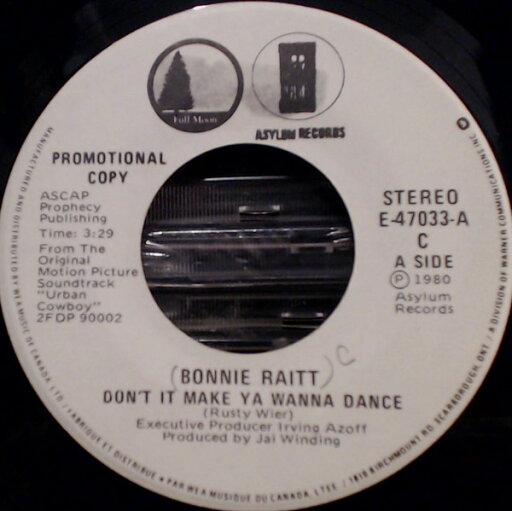 Full Moon
ASYLUM RECORDS
PROMOTIONAL
COPY
ASCAP
Prophecy
Publishing
Time: 3:29
From The
Original
Motion Picture
Soundtrack
"Urban
Cowboy"
2FDP 90002
STEREO
E-47033-A
C
A SIDE
Ⓟ 1980
Asylum
Records
(BONNIE RAITT) C
DON'T IT MAKE YA WANNA DANCE
(Rusty Wier)
Executive Producer Irving Azoff
Produced by Jai Winding
MANUFACTURED AND DISTRIBUTED BY WEA MUSIC OF CANADA, LTD / FABRIQUE ET DISTRIBUE • PAR WEA MUSIQUE DU CANADA, LTEE. / 1810 BIRCHMOUNT RD. SCARBOROUGH, ONT / A DIVISION OF WARNER COMMUNICATIONS INC